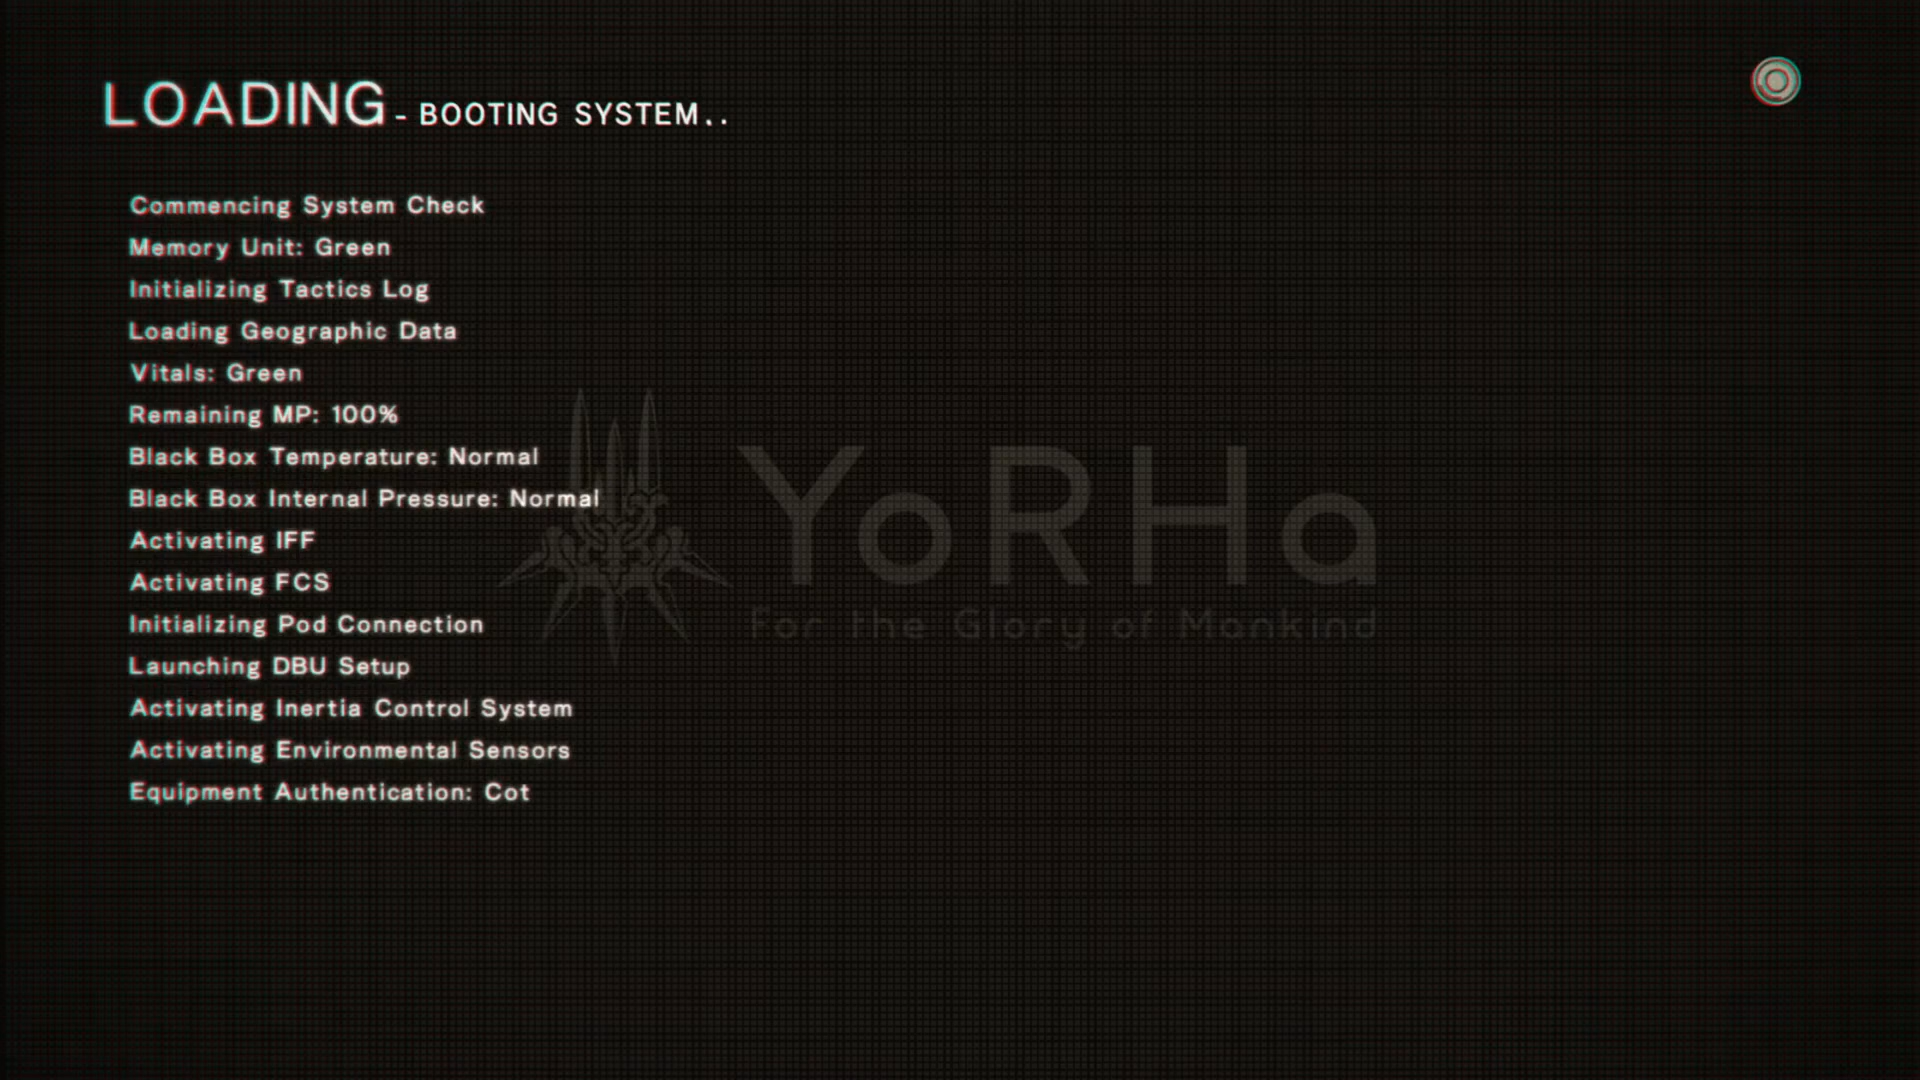 LOADING - BOOTING SYSTEM..
Commencing System Check
Memory Unit: Green
Initializing Tactics Log
Loading Geographic Data
Vitals: Green
Remaining MP: 100%
Black Box Temperature: Normal
Black Box Internal Pressure: Normal
Activating IFF
Activating FCS
Initializing Pod Connection
Launching DBU Setup
Activating Inertia Control System
Activating Environmental Sensors
Equipment Authentication: Cot
YoRHa
For the Glory of Mankind